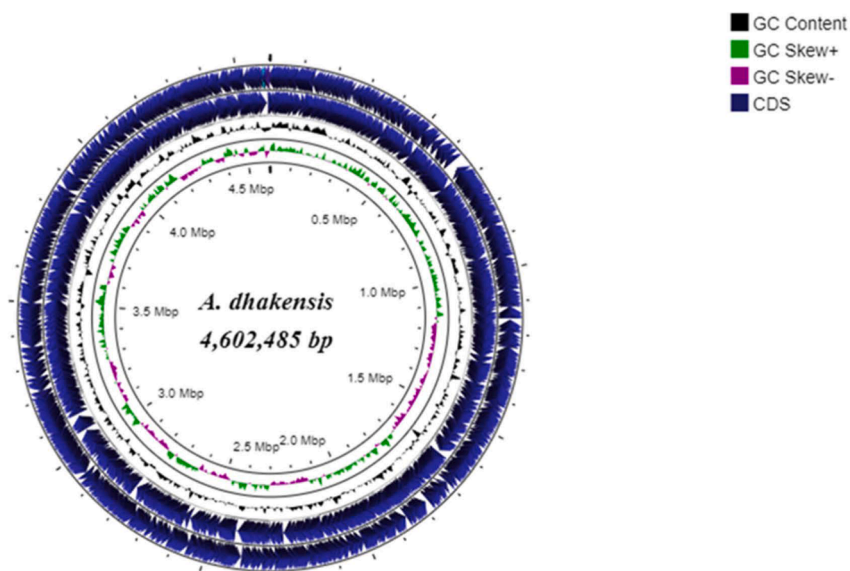 GC Content
GC Skew+
GC Skew-
CDS
4.5 Mbp
0.5 Mbp
4.0 Mbp
1.0 Mbp
A. dhakensis
3.5 Mbp
4,602,485 bp
1.5 Mbp
3.0 Mbp
2.5 Mbp
2.0 Mbp